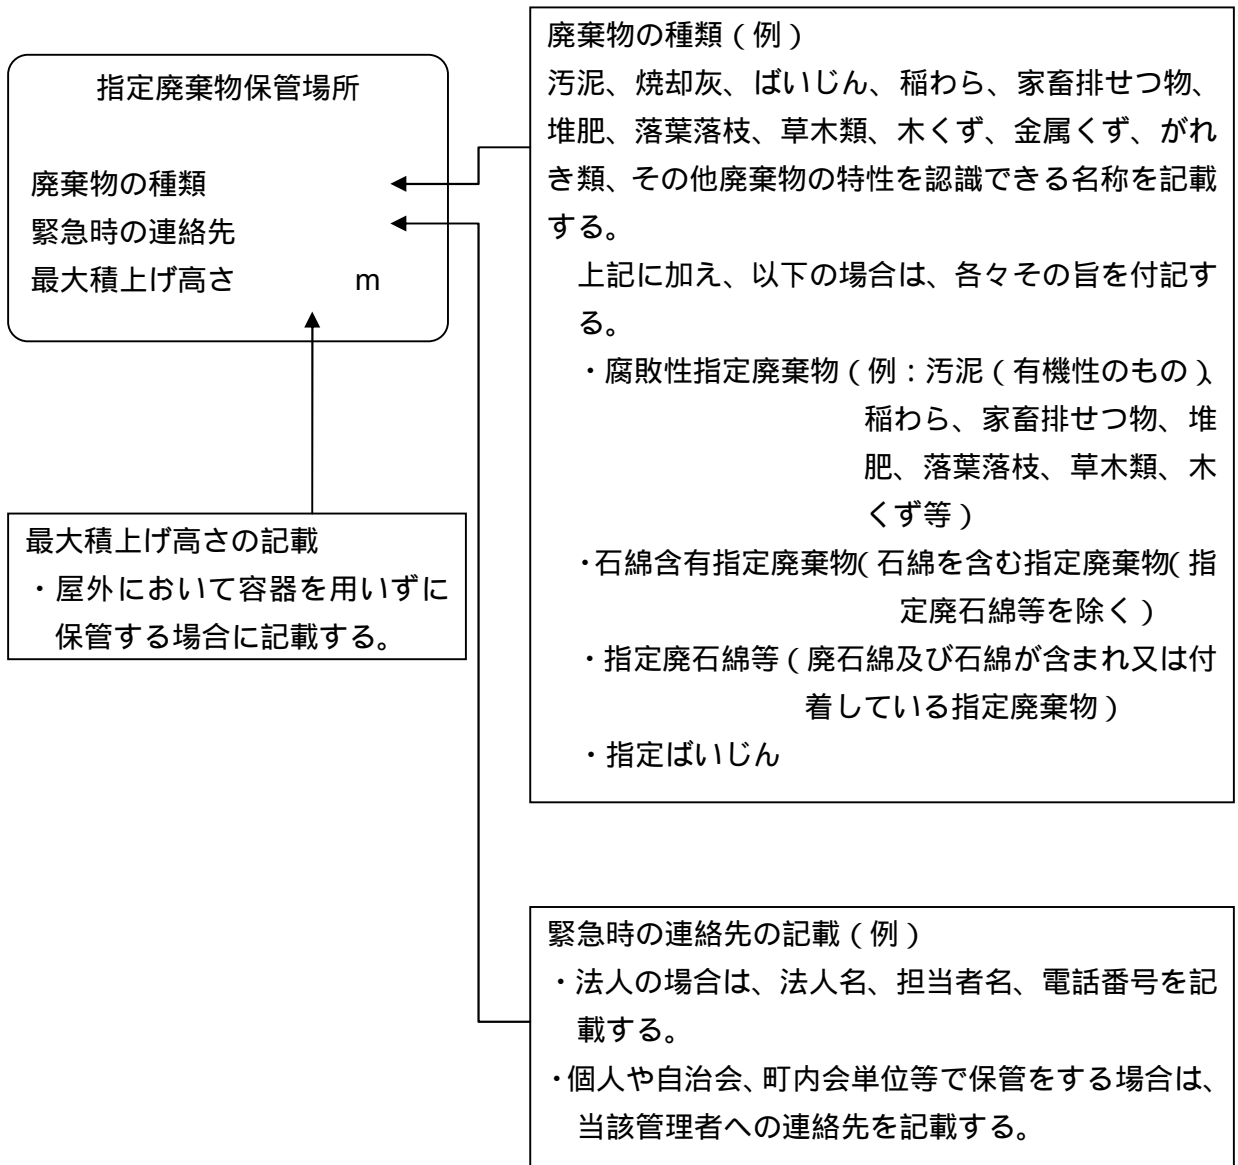 指定廃棄物保管場所
廃棄物の種類
緊急時の連絡先
最大積上げ高さ m
最大積上げ高さの記載
・屋外において容器を用いずに
保管する場合に記載する。
廃棄物の種類（例）
汚泥、焼却灰、ばいじん、稲わら、家畜排せつ物、
堆肥、落葉落枝、草木類、木くず、金属くず、がれ
き類、その他廃棄物の特性を認識できる名称を記載
する。
上記に加え、以下の場合は、各々その旨を付記す
る。
・腐敗性指定廃棄物（例：汚泥（有機性のもの）、
稲わら、家畜排せつ物、堆
肥、落葉落枝、草木類、木
くず等）
・石綿含有指定廃棄物（石綿を含む指定廃棄物（指
定廃石綿等を除く）
・指定廃石綿等（廃石綿及び石綿が含まれ又は付
着している指定廃棄物）
・指定ばいじん
緊急時の連絡先の記載（例）
・法人の場合は、法人名、担当者名、電話番号を記
載する。
・個人や自治会、町内会単位等で保管をする場合は、
当該管理者への連絡先を記載する。